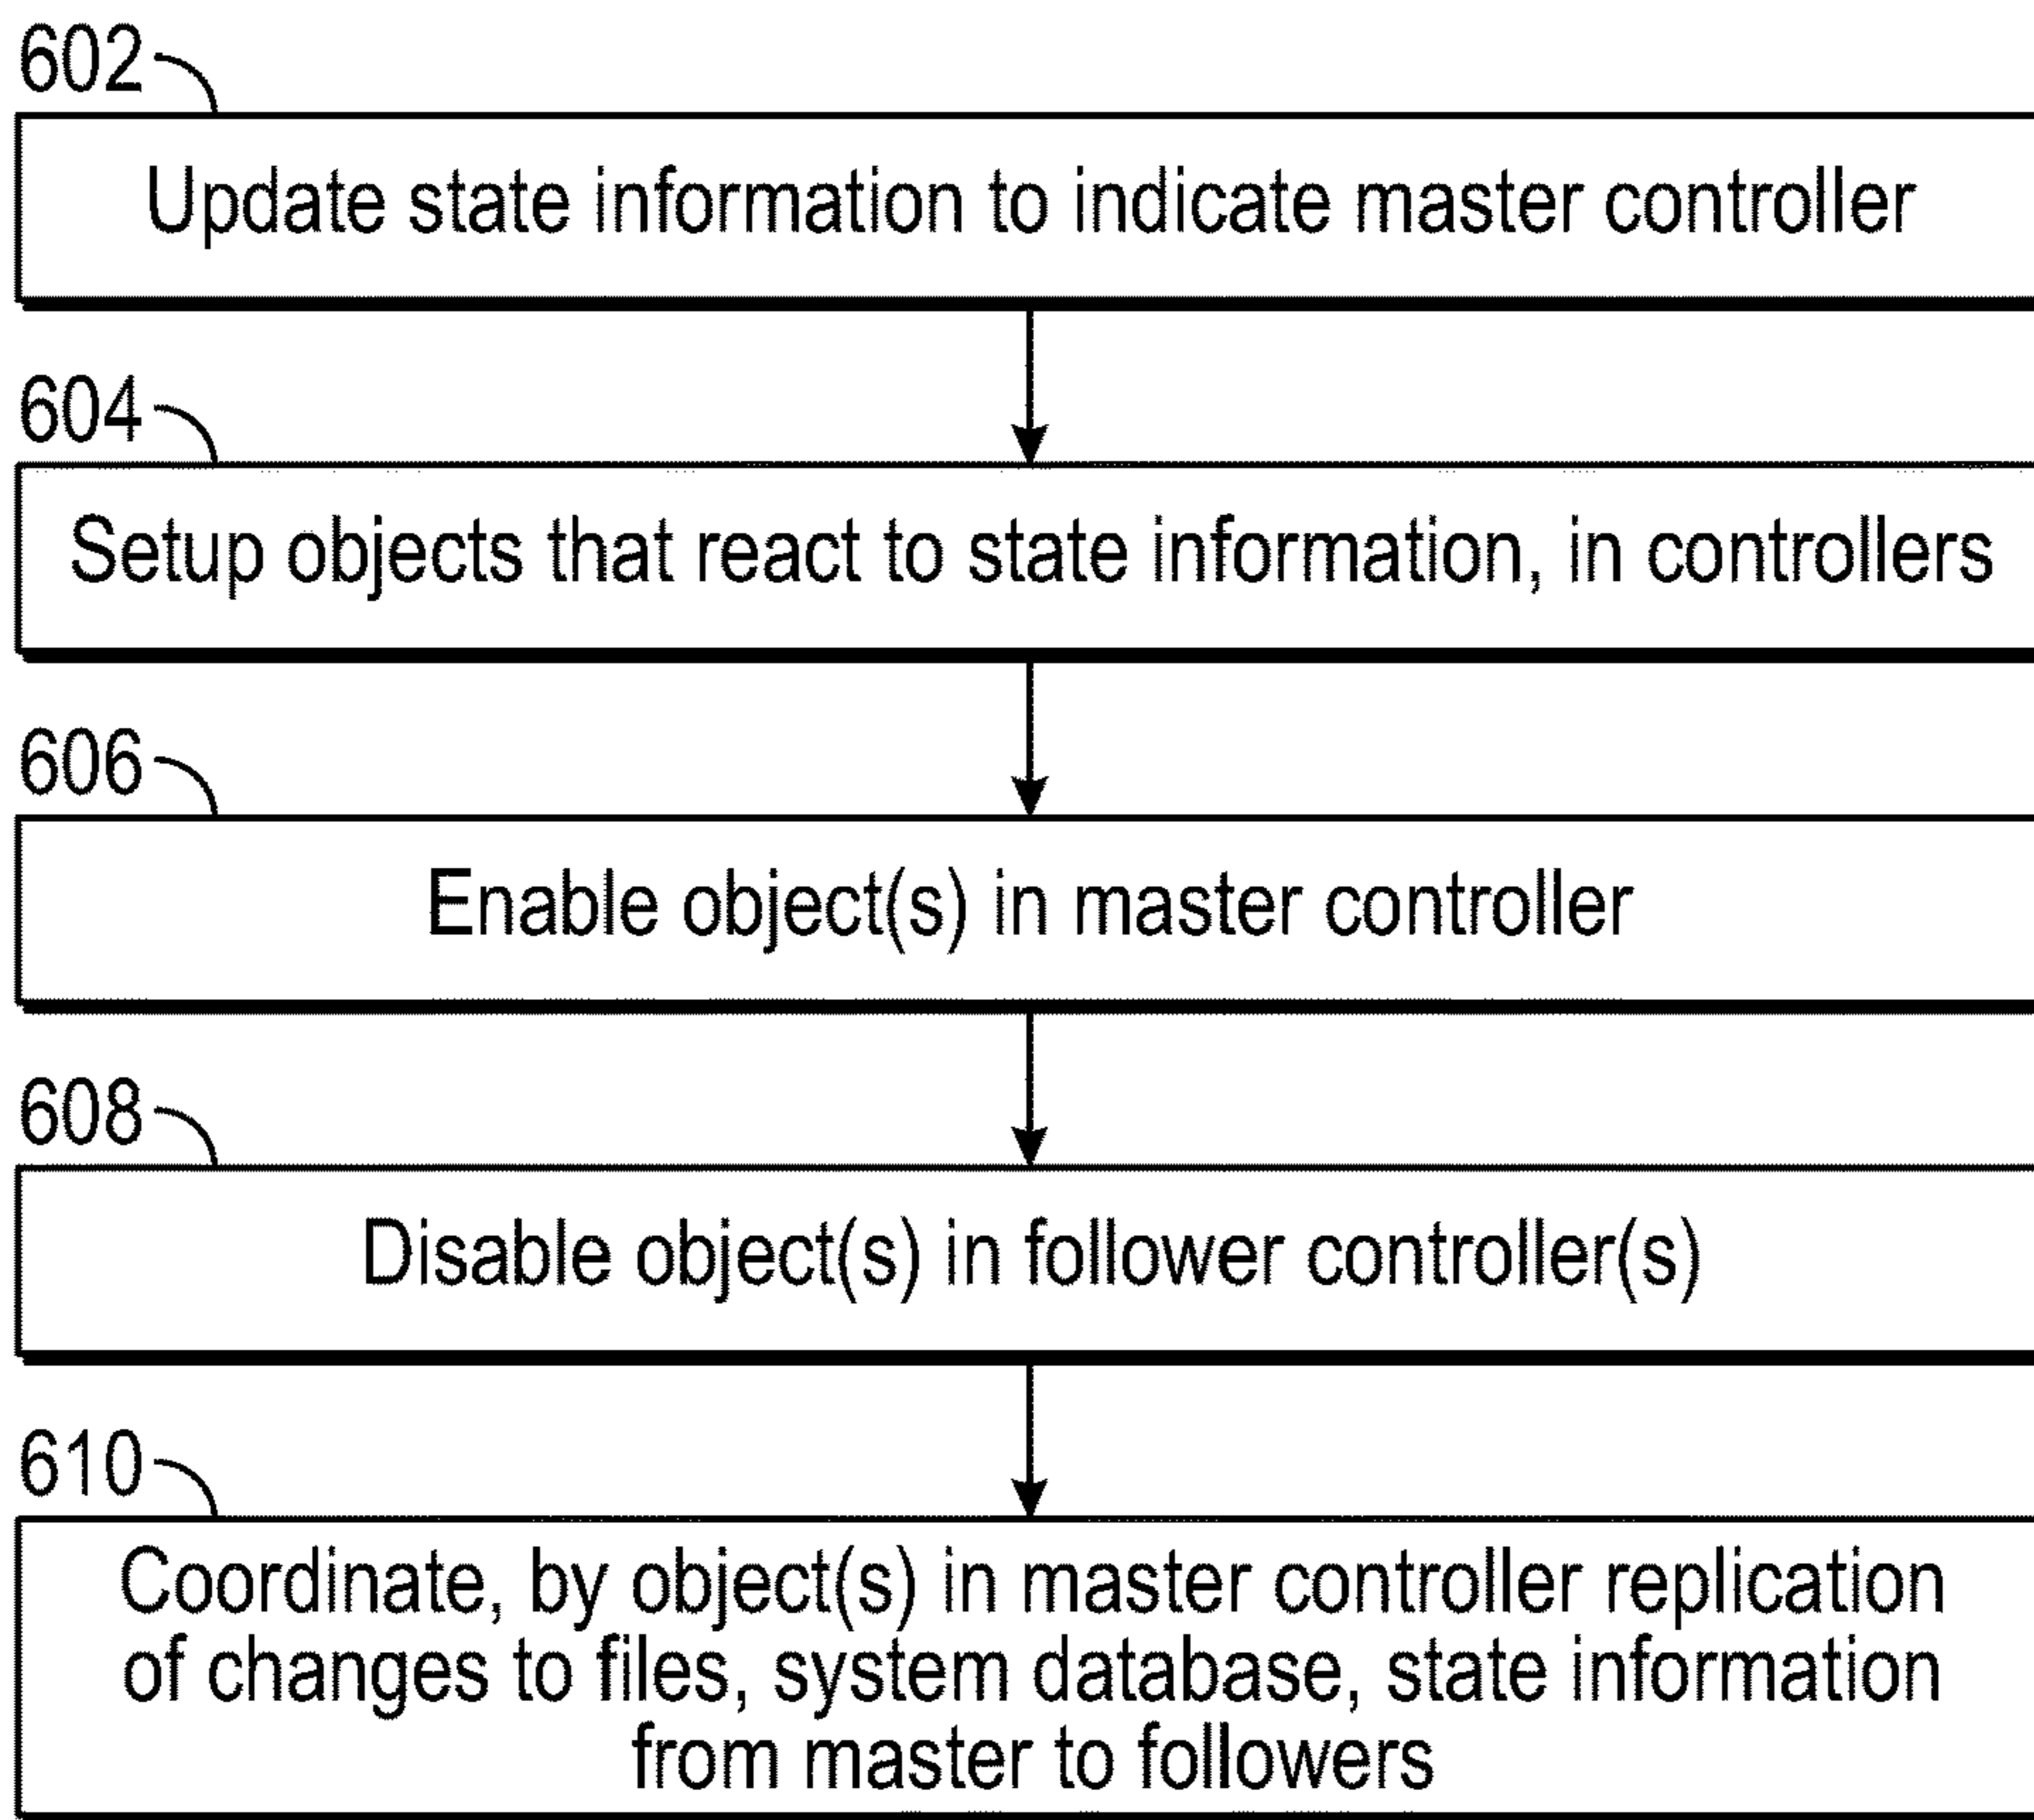 602
Update state information to indicate master controller
604
Setup objects that react to state information, in controllers
606
Enable object(s) in master controller
608
Disable object(s) in follower controller(s)
610
Coordinate, by object(s) in master controller replication
of changes to files, system database, state information
from master to followers